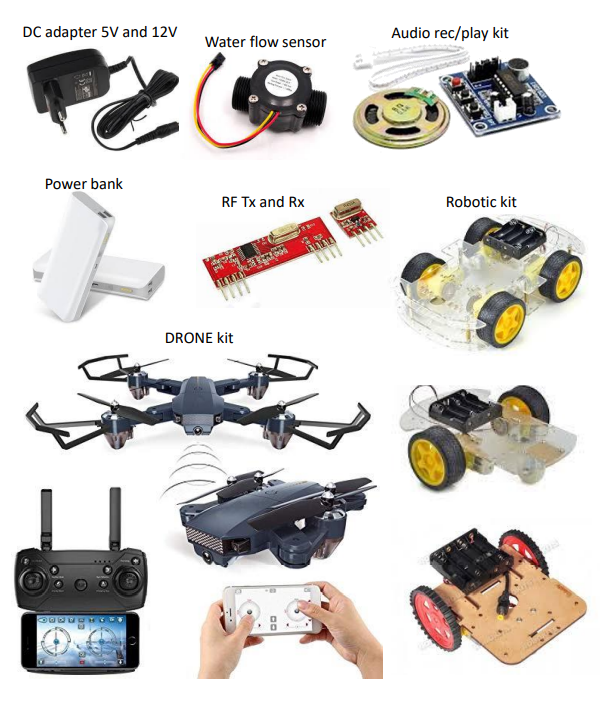 DC adapter 5V and 12V
Water flow sensor
Audio rec/play kit
Power bank
RF Tx and Rx
Robotic kit
DRONE kit